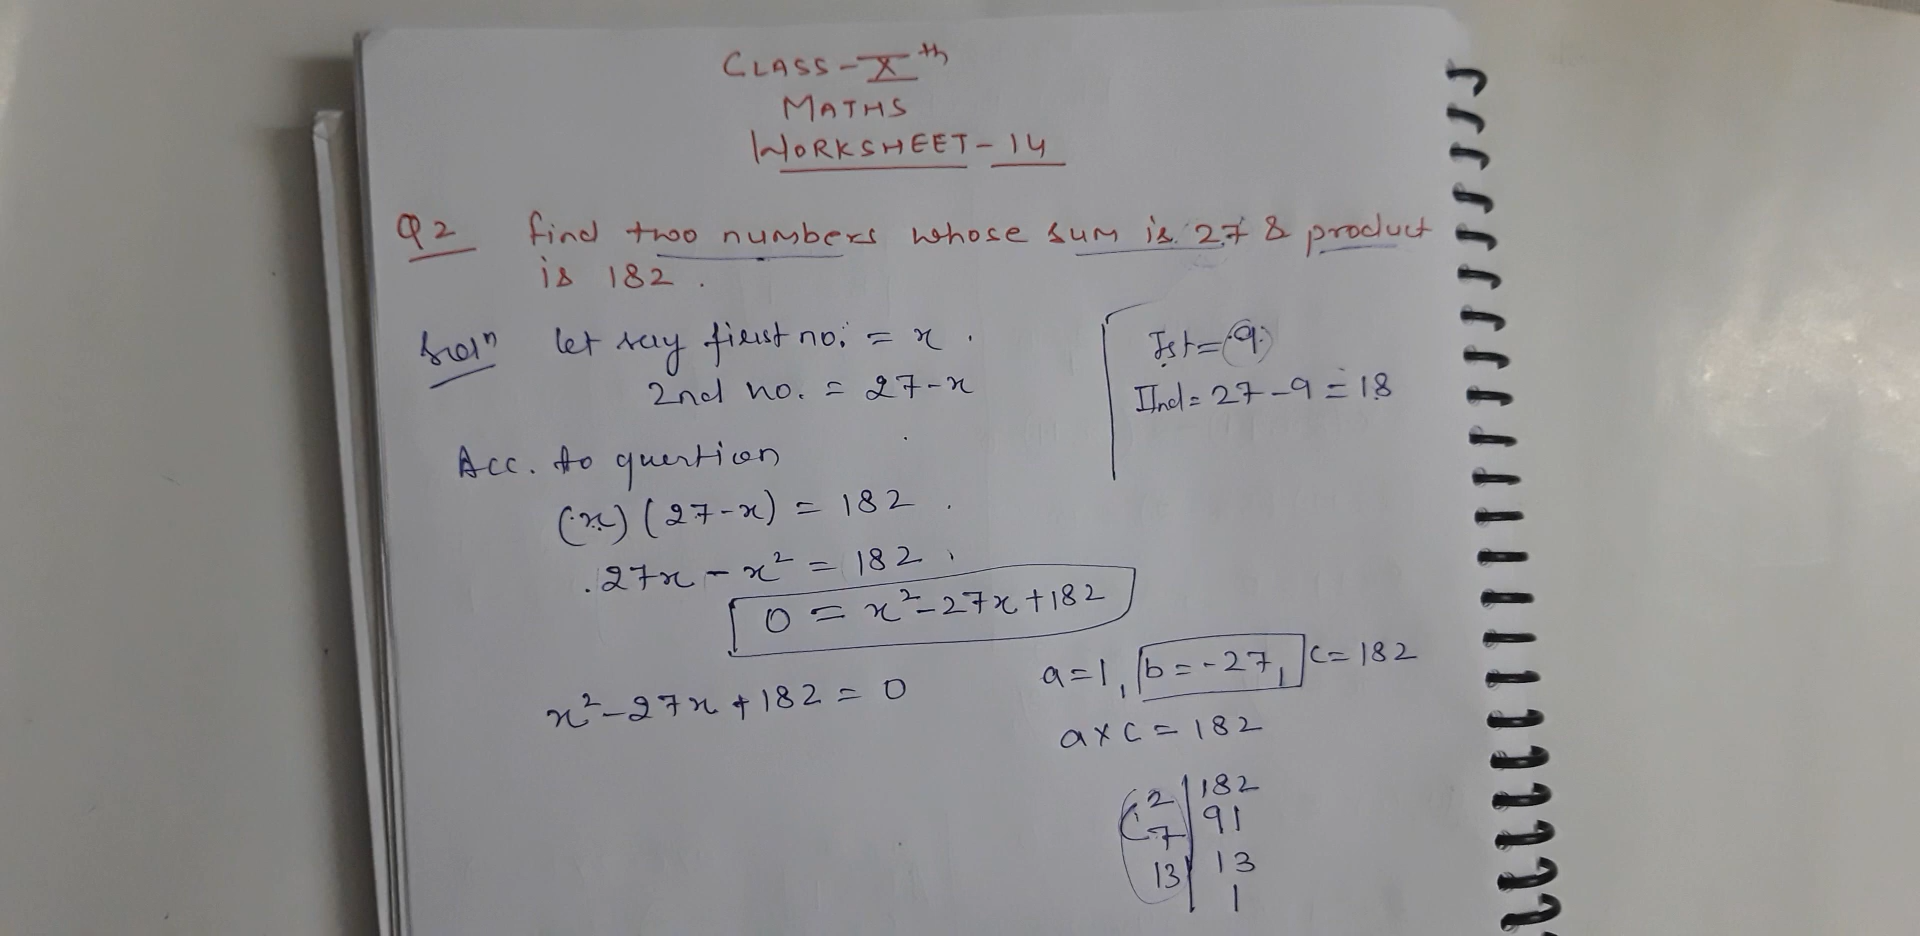 CLASS-Xth
MATHS
WORKSHEET-14
Q2 find two numbers whose sum is 27 & product
is 182.
Soln let say first no. = x.
2nd no. = 27-x
Ist = 9
IInd = 27-9 = 18
Acc. to question
(x) (27-x) = 182.
27x - x² = 182.
0 = x²-27x+182
x²-27x+182 = 0
a=1, b=-27, c=182
a×c = 182
2 | 182
7 | 91
13 | 13
| 1